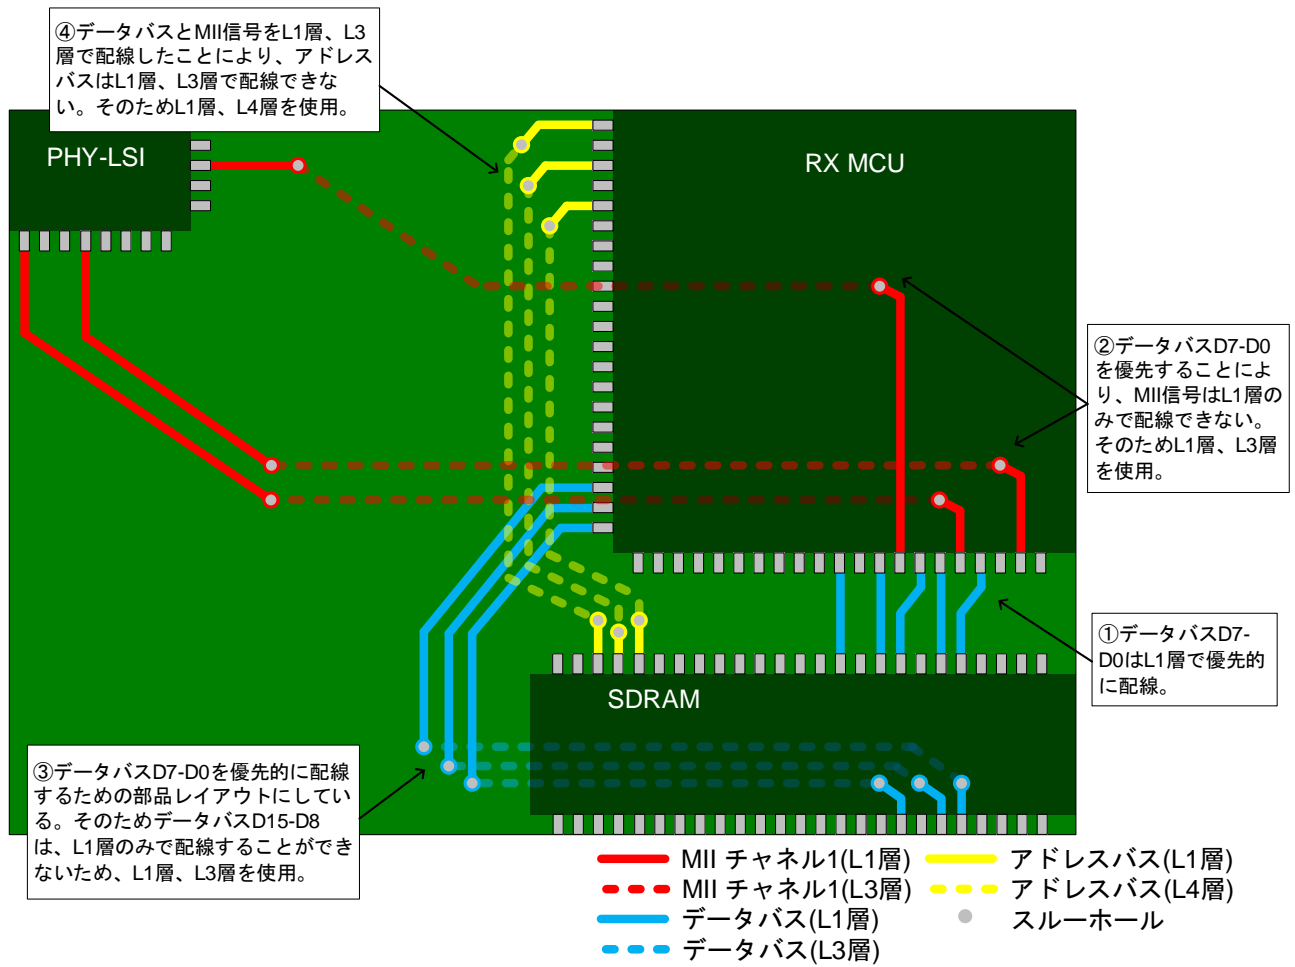 ④データバスとMII信号をL1層、L3
層で配線したことにより、アドレス
バスはL1層、L3層で配線できな
い。そのためL1層、L4層を使用。
PHY-LSI
RX MCU
②データバスD7-D0
を優先することによ
り、MII信号はL1層の
みで配線できない。
そのためL1層、L3層
を使用。
①データバスD7-
D0はL1層で優先的
に配線。
SDRAM
③データバスD7-D0を優先的に配線
するための部品レイアウトにしてい
る。そのためデータバスD15-D8
は、L1層のみで配線することができ
ないため、L1層、L3層を使用。
MII チャネル1(L1層)
MII チャネル1(L3層)
データバス(L1層)
データバス(L3層)
アドレスバス(L1層)
アドレスバス(L4層)
スルーホール